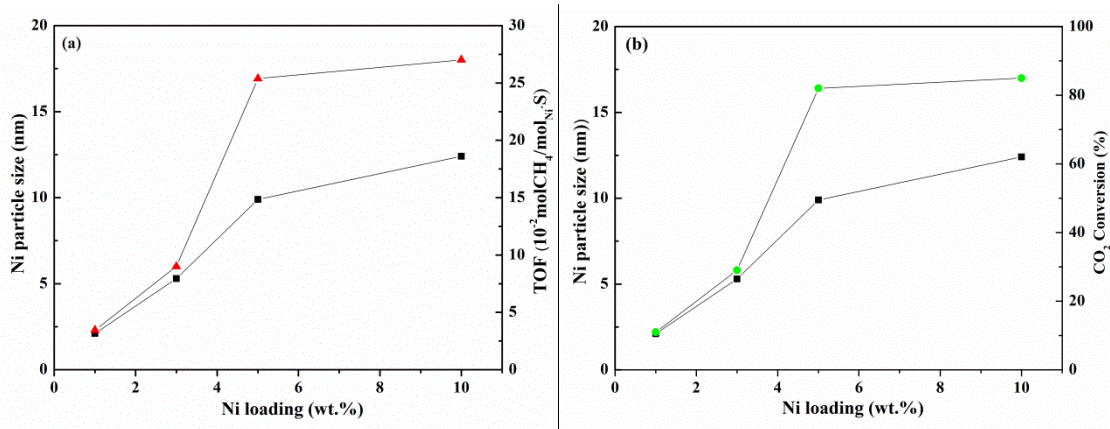 (a)
Ni particle size (nm)
20
15
10
5
0
0 2 4 6 8 10
Ni loading (wt.%)
30
25
20
15
10
5
0
TOF (10⁻²molCH₄/molNi·S)
(b)
Ni particle size (nm))
20
15
10
5
0
0 2 4 6 8 10
Ni loading (wt.%)
100
80
60
40
20
0
CO₂ Conversion (%)